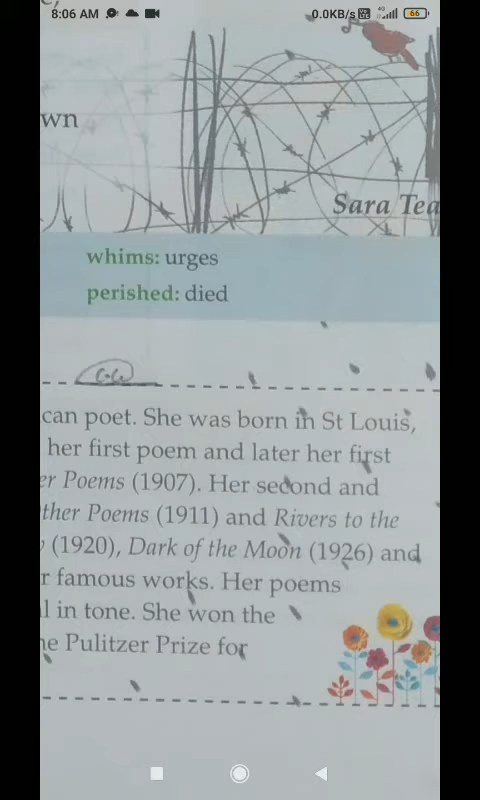 8:06 AM 0.0KB/s 4G 66
wn
Sara Tea
whims: urges
perished: died
can poet. She was born in St Louis,
her first poem and later her first
er Poems (1907). Her second and
ther Poems (1911) and Rivers to the
(1920), Dark of the Moon (1926) and
r famous works. Her poems
l in tone. She won the
he Pulitzer Prize for